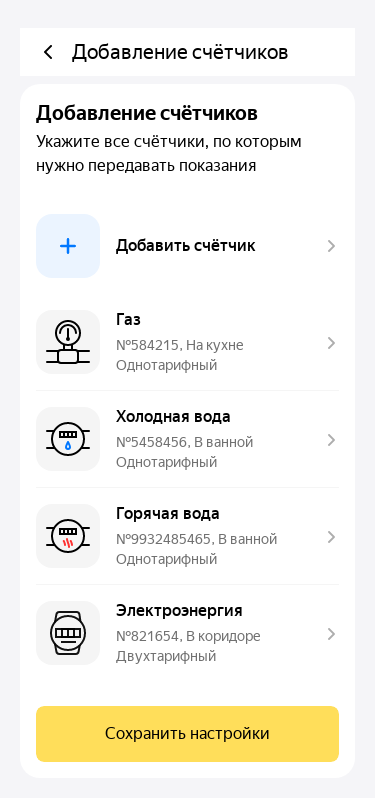 Добавление счётчиков
Добавление счётчиков
Укажите все счётчики, по которым
нужно передавать показания
Добавить счётчик
Газ
№584215, На кухне
Однотарифный
Холодная вода
№5458456, В ванной
Однотарифный
Горячая вода
№9932485465, В ванной
Однотарифный
Электроэнергия
№821654, В коридоре
Двухтарифный
Сохранить настройки